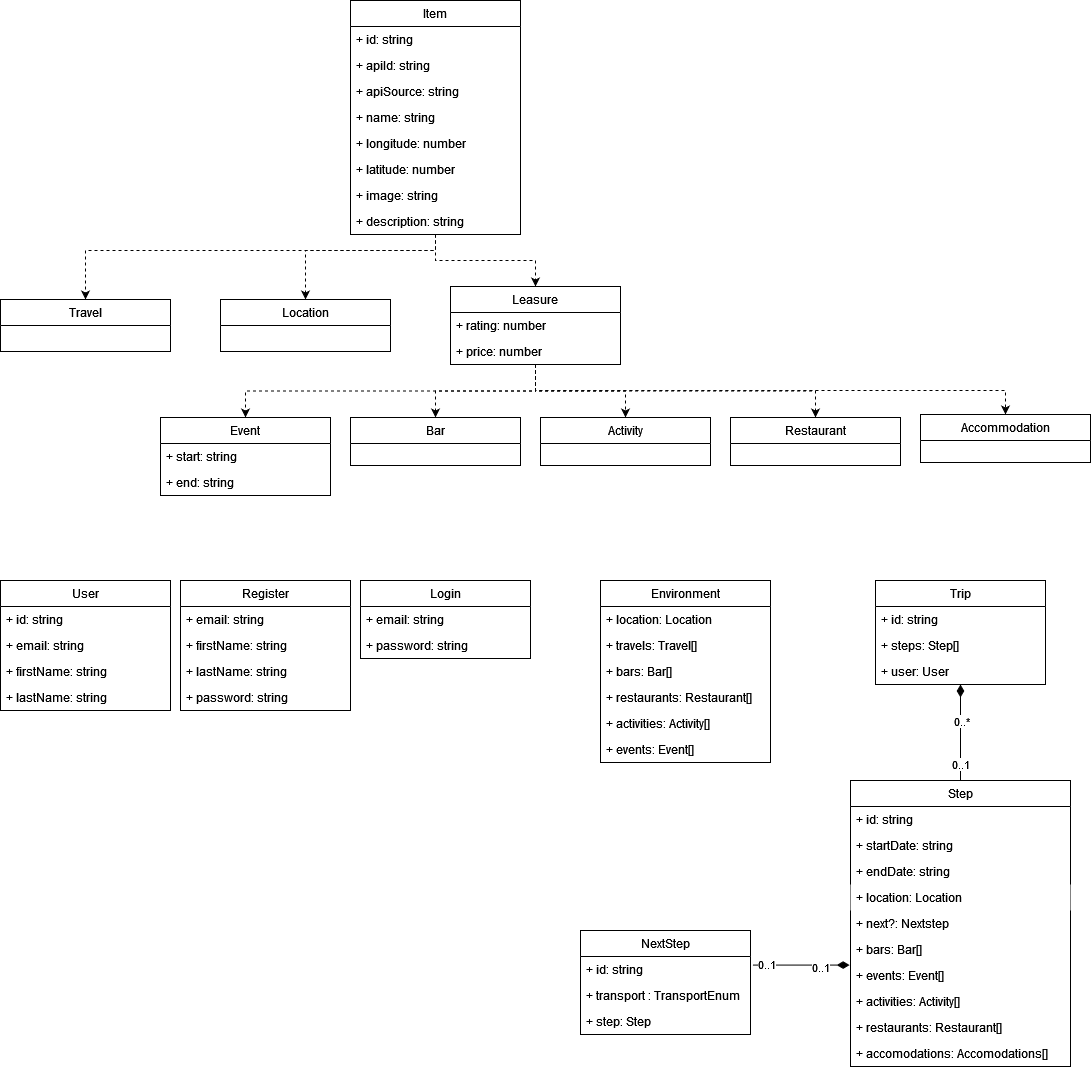 Item
+ id: string
+ apiId: string
+ apiSource: string
+ name: string
+ longitude: number
+ latitude: number
+ image: string
+ description: string
Travel
Location
Leasure
+ rating: number
+ price: number
Event
+ start: string
+ end: string
Bar
Activity
Restaurant
Accommodation
User
+ id: string
+ email: string
+ firstName: string
+ lastName: string
Register
+ email: string
+ firstName: string
+ lastName: string
+ password: string
Login
+ email: string
+ password: string
Environment
+ location: Location
+ travels: Travel[]
+ bars: Bar[]
+ restaurants: Restaurant[]
+ activities: Activity[]
+ events: Event[]
Trip
+ id: string
+ steps: Step[]
+ user: User
0..*
0..1
Step
+ id: string
+ startDate: string
+ endDate: string
+ location: Location
+ next?: Nextstep
+ bars: Bar[]
+ events: Event[]
+ activities: Activity[]
+ restaurants: Restaurant[]
+ accomodations: Accomodations[]
NextStep
+ id: string
+ transport : TransportEnum
+ step: Step
0..1
0..1